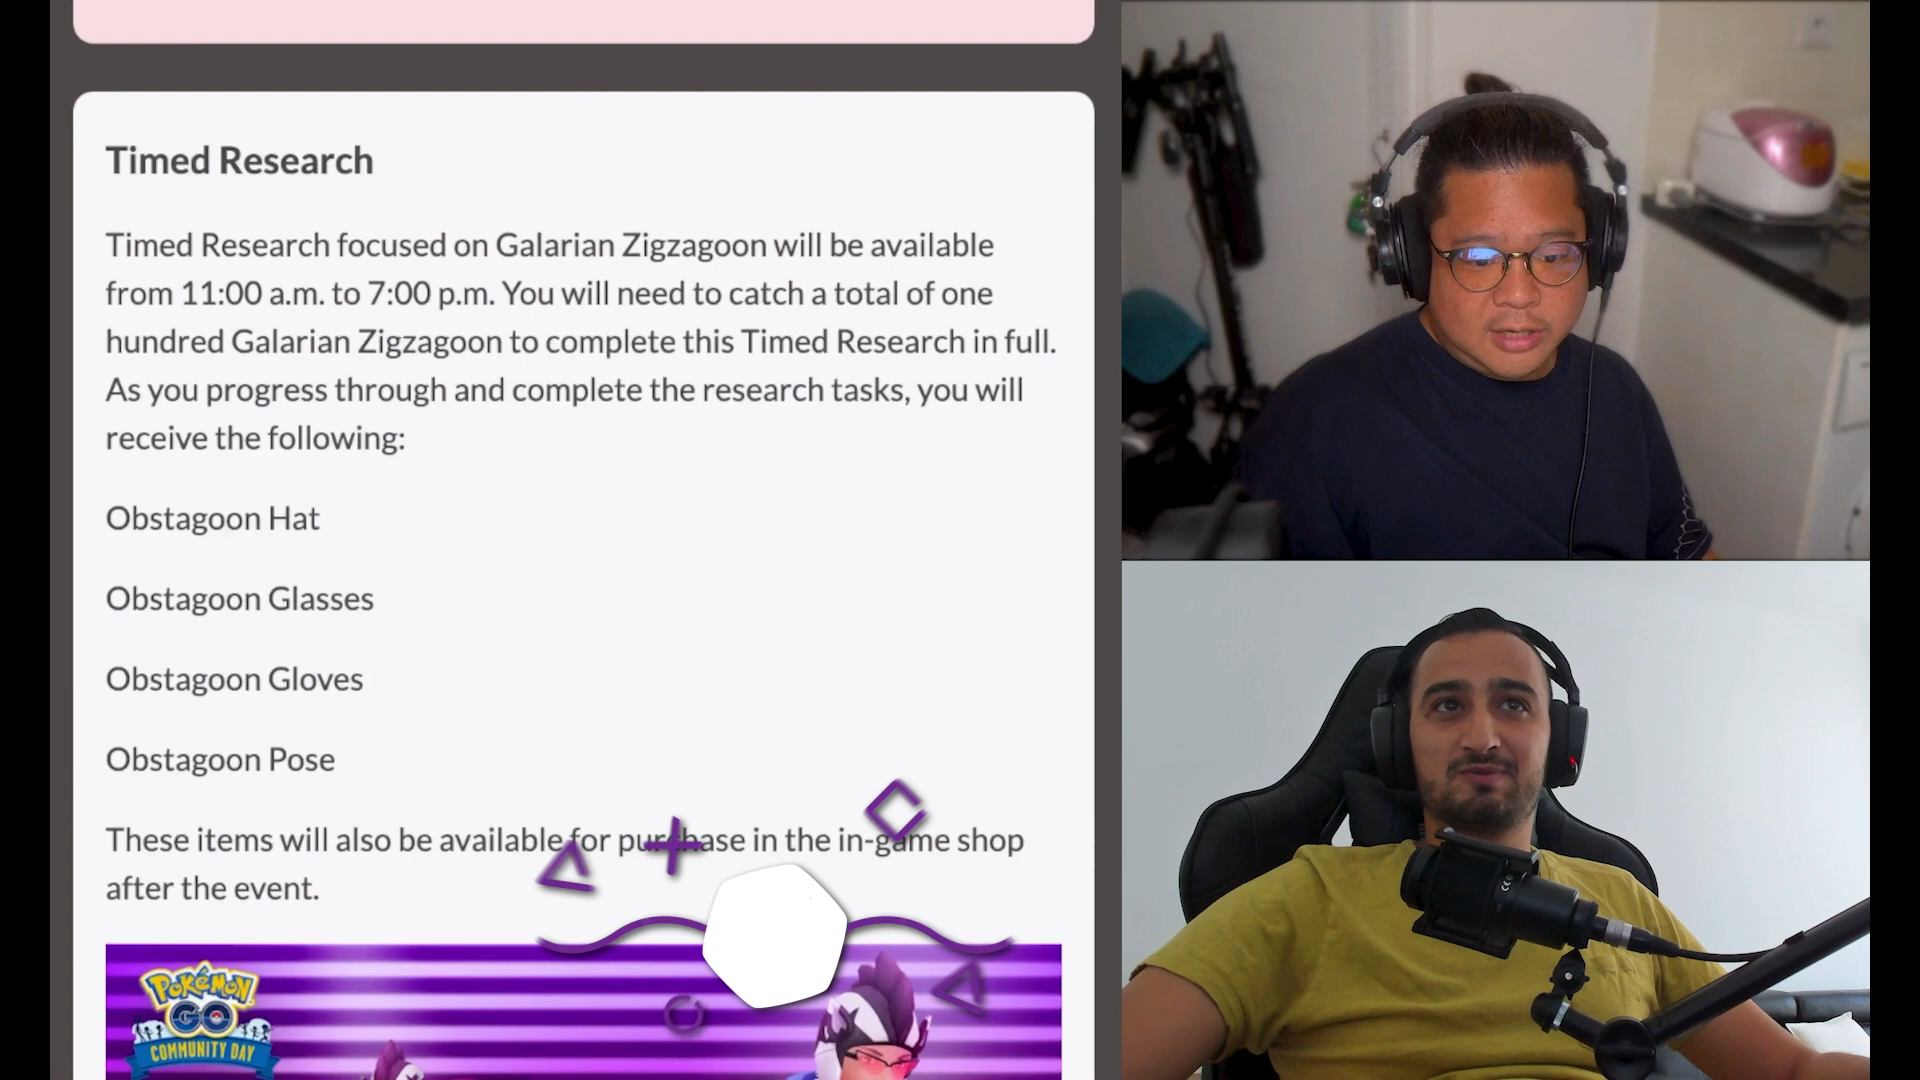 Timed Research
Timed Research focused on Galarian Zigzagoon will be available
from 11:00 a.m. to 7:00 p.m. You will need to catch a total of one
hundred Galarian Zigzagoon to complete this Timed Research in full.
As you progress through and complete the research tasks, you will
receive the following:
Obstagoon Hat
Obstagoon Glasses
Obstagoon Gloves
Obstagoon Pose
These items will also be available for purchase in the in-game shop
after the event.
POKÉMON
GO
COMMUNITY DAY
CE